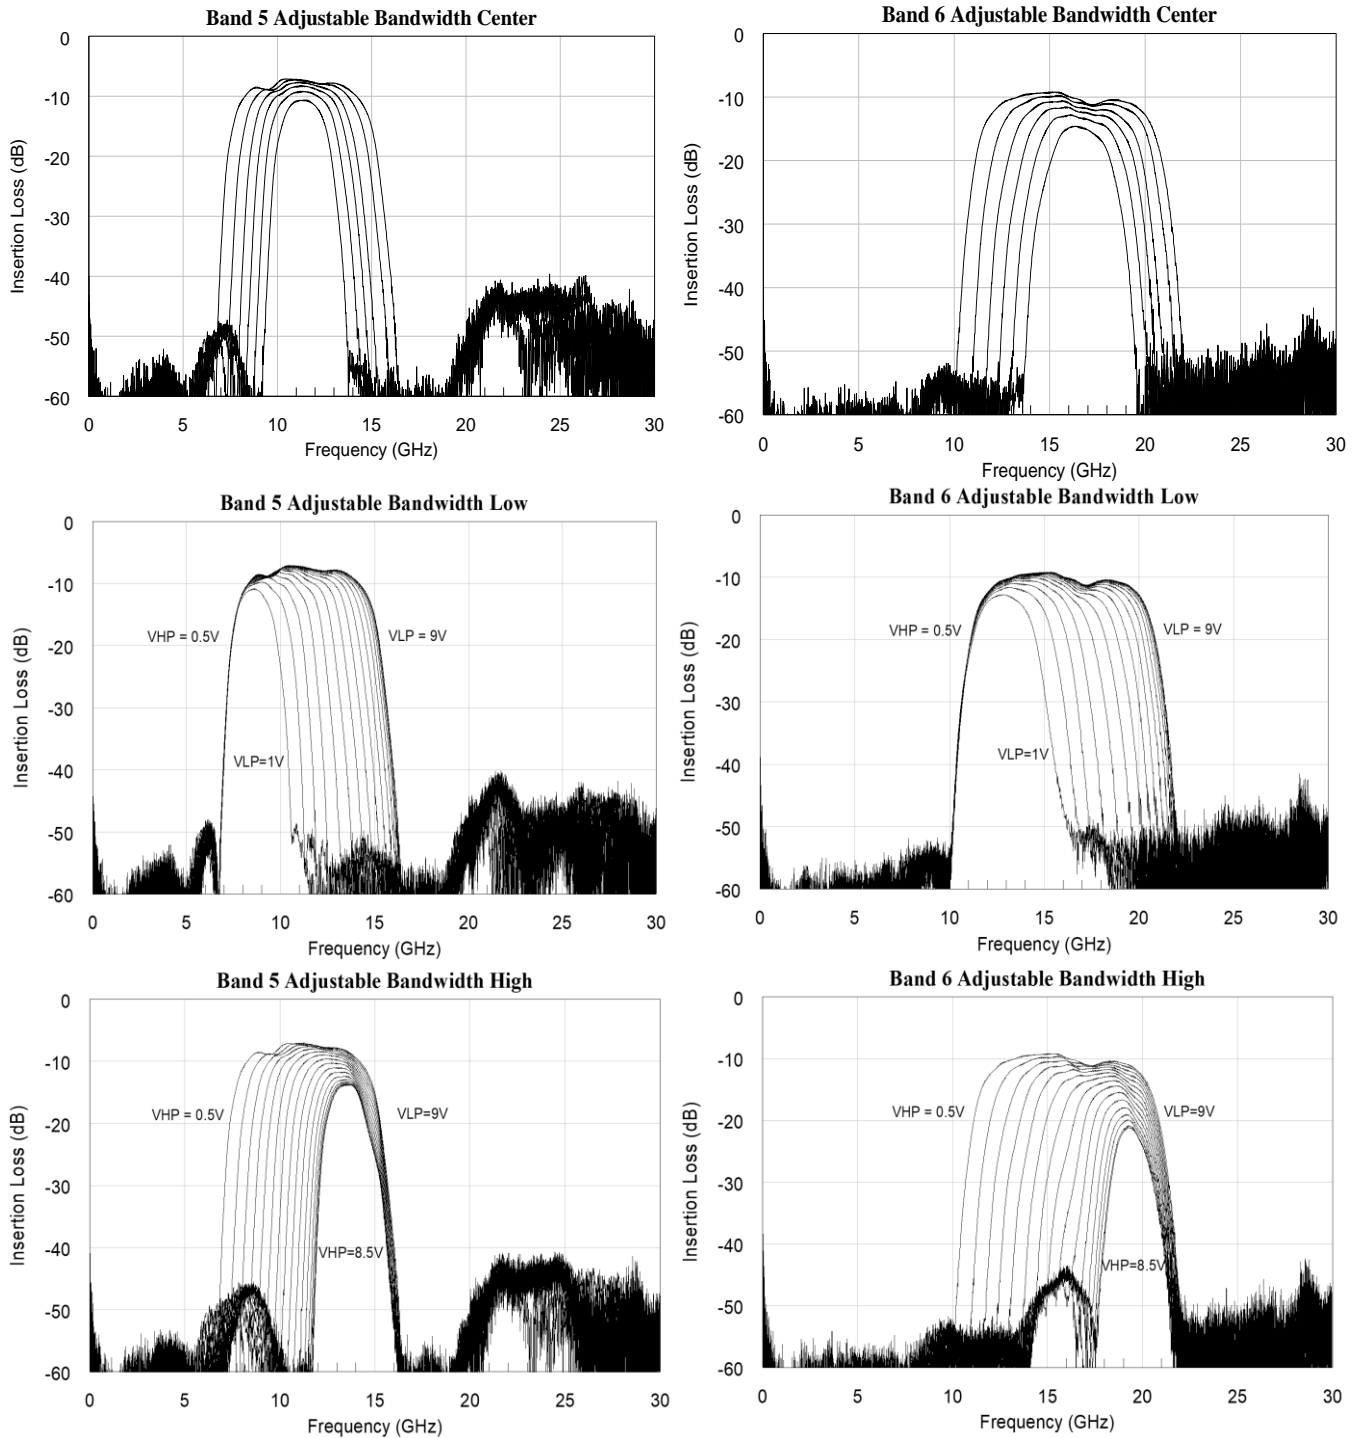 Band 5 Adjustable Bandwidth Center
Insertion Loss (dB)
0
-10
-20
-30
-40
-50
-60
0 5 10 15 20 25 30
Frequency (GHz)
Band 6 Adjustable Bandwidth Center
Insertion Loss (dB)
0
-10
-20
-30
-40
-50
-60
0 5 10 15 20 25 30
Frequency (GHz)
Band 5 Adjustable Bandwidth Low
Insertion Loss (dB)
0
-10
-20
-30
-40
-50
-60
VHP = 0.5V
VLP = 9V
VLP=1V
0 5 10 15 20 25 30
Frequency (GHz)
Band 6 Adjustable Bandwidth Low
Insertion Loss (dB)
0
-10
-20
-30
-40
-50
-60
VHP = 0.5V
VLP = 9V
VLP=1V
0 5 10 15 20 25 30
Frequency (GHz)
Band 5 Adjustable Bandwidth High
Insertion Loss (dB)
0
-10
-20
-30
-40
-50
-60
VHP = 0.5V
VLP=9V
VHP=8.5V
0 5 10 15 20 25 30
Frequency (GHz)
Band 6 Adjustable Bandwidth High
Insertion Loss (dB)
0
-10
-20
-30
-40
-50
-60
VHP = 0.5V
VLP=9V
VHP=8.5V
0 5 10 15 20 25 30
Frequency (GHz)